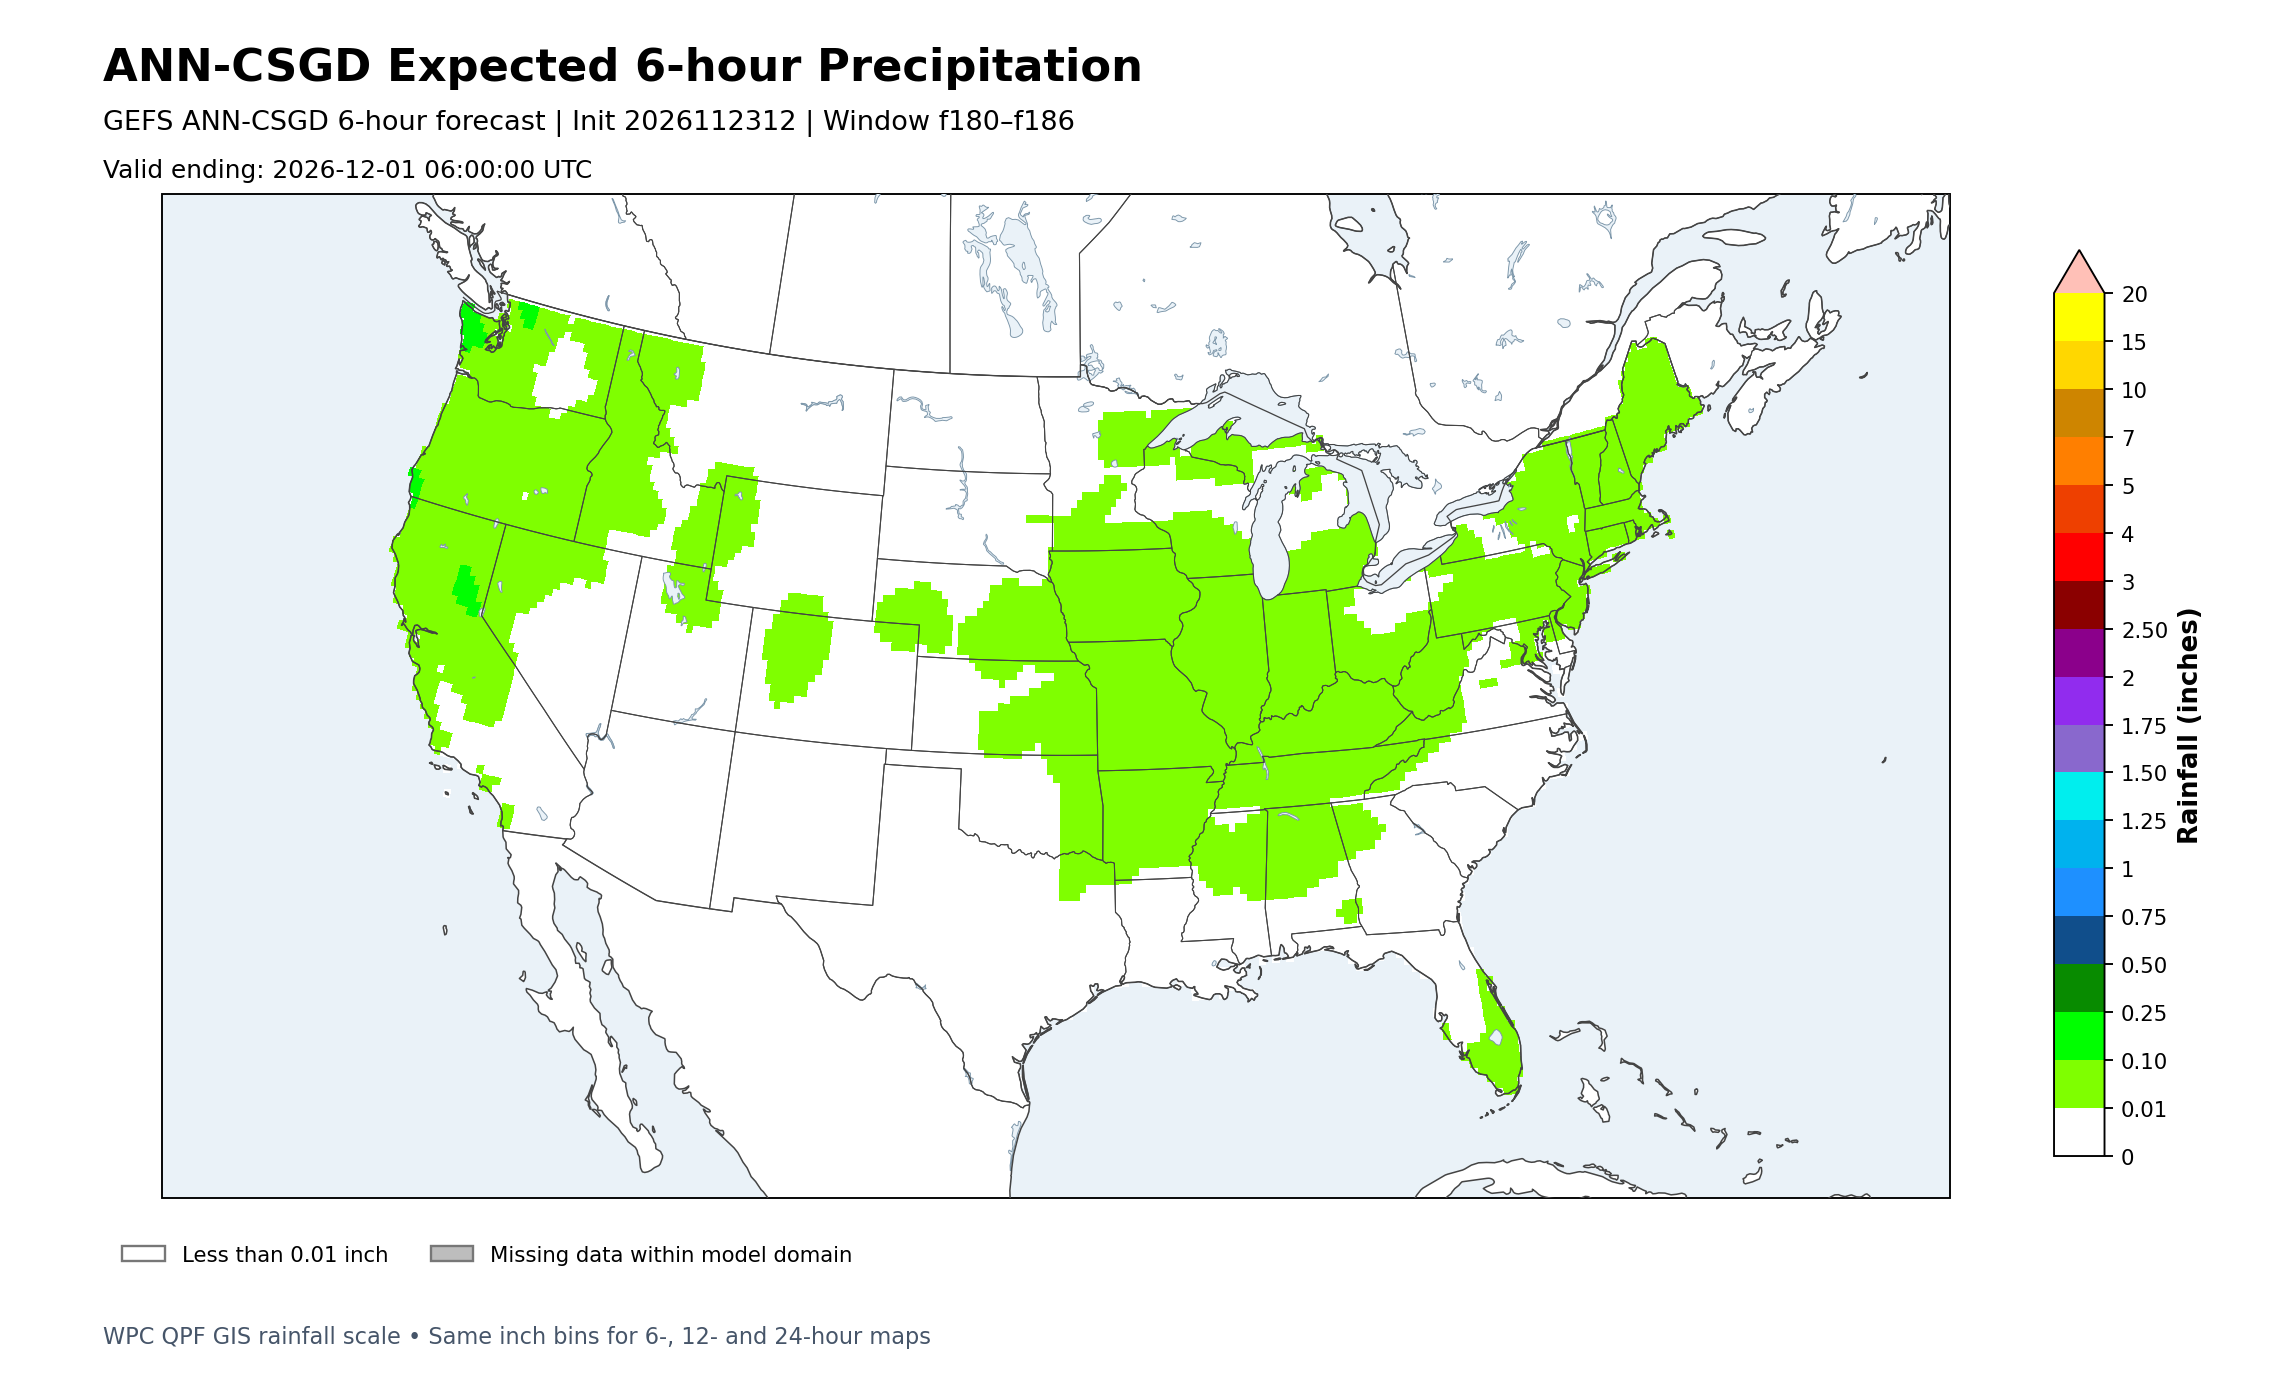 ANN-CSGD Expected 6-hour Precipitation
GEFS ANN-CSGD 6-hour forecast | Init 2026112312 | Window f180–f186
Valid ending: 2026-12-01 06:00:00 UTC
20
15
10
7
5
4
3
2.50
2
1.75
1.50
1.25
1
0.75
0.50
0.25
0.10
0.01
0
Rainfall (inches)
Less than 0.01 inch
Missing data within model domain
WPC QPF GIS rainfall scale • Same inch bins for 6-, 12- and 24-hour maps